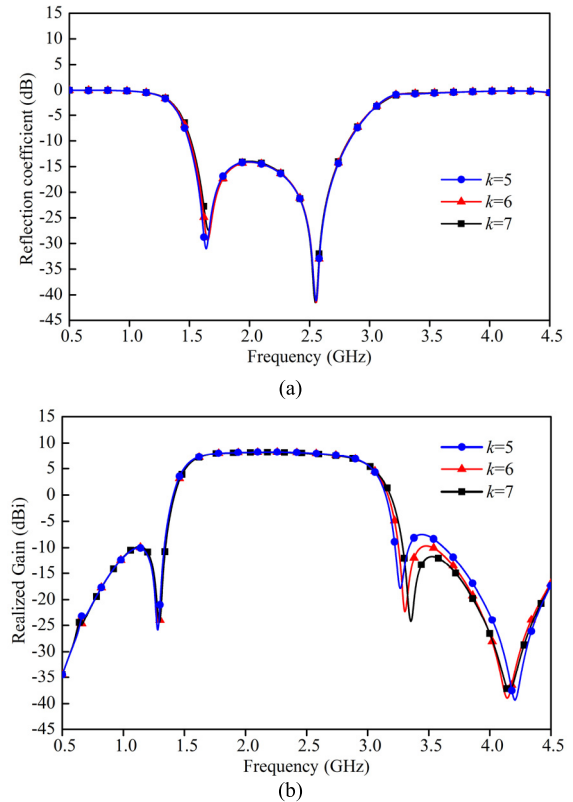 15
10
5
0
-5
-10
-15
-20
-25
-30
-35
-40
-45
Reflection coefficient (dB)
k=5
k=6
k=7
0.5 1.0 1.5 2.0 2.5 3.0 3.5 4.0 4.5
Frequency (GHz)
(a)
15
10
5
0
-5
-10
-15
-20
-25
-30
-35
-40
-45
Realized Gain (dBi)
k=5
k=6
k=7
0.5 1.0 1.5 2.0 2.5 3.0 3.5 4.0 4.5
Frequency (GHz)
(b)